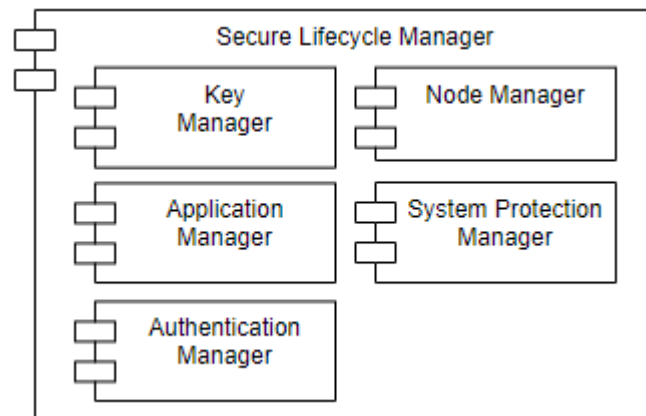 Secure Lifecycle Manager
Key
Manager
Node Manager
Application
Manager
System Protection
Manager
Authentication
Manager